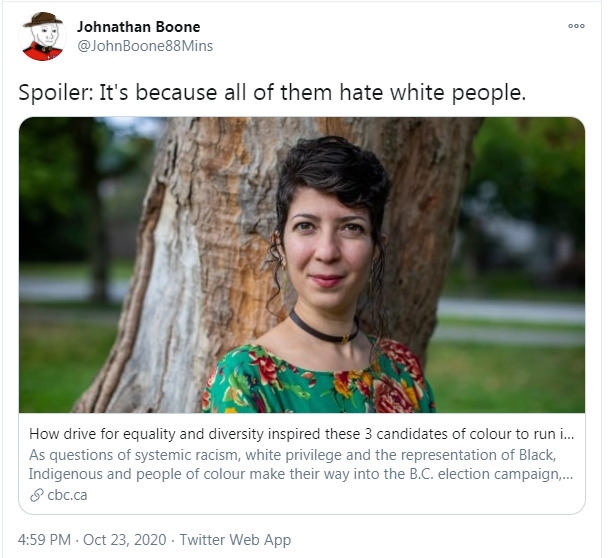 Johnathan Boone
@JohnBoone88Mins
Spoiler: It's because all of them hate white people.
How drive for equality and diversity inspired these 3 candidates of colour to run i...
As questions of systemic racism, white privilege and the representation of Black,
Indigenous and people of colour make their way into the B.C. election campaign,...
cbc.ca
4:59 PM · Oct 23, 2020 · Twitter Web App